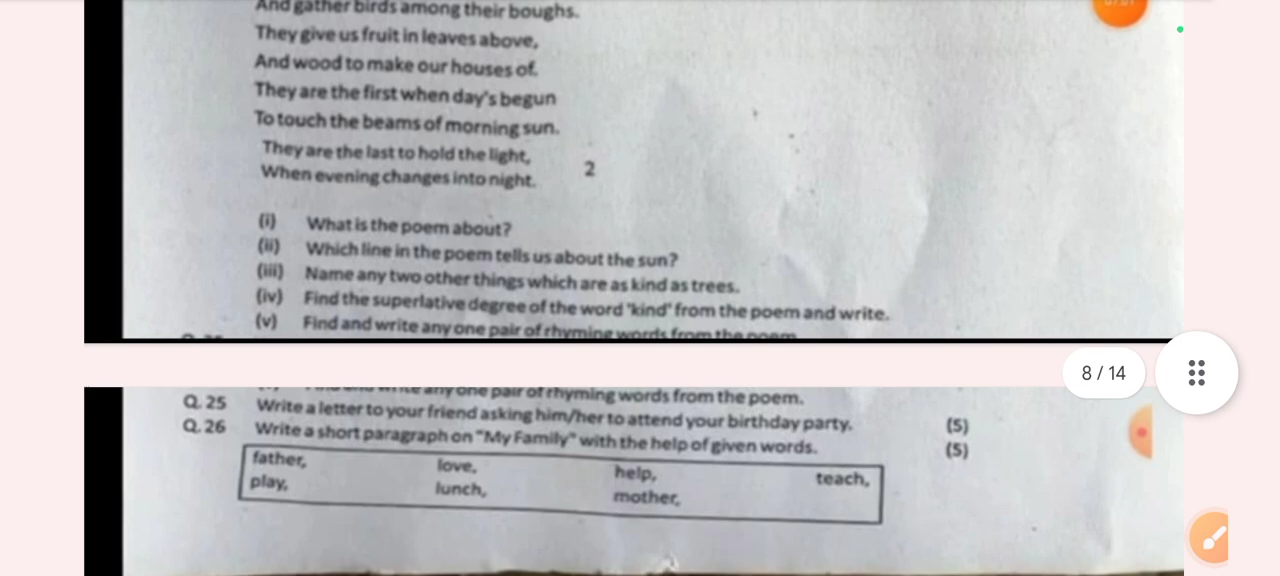 And gather birds among their boughs.
They give us fruit in leaves above,
And wood to make our houses of.
They are the first when day's begun
To touch the beams of morning sun.
They are the last to hold the light,
When evening changes into night.
2
(i) What is the poem about?
(ii) Which line in the poem tells us about the sun?
(iii) Name any two other things which are as kind as trees.
(iv) Find the superlative degree of the word 'kind' from the poem and write.
(v) Find and write any one pair of rhyming words from the poem
8 / 14
any one pair of rhyming words from the poem.
Q. 25 Write a letter to your friend asking him/her to attend your birthday party. (5)
Q. 26 Write a short paragraph on "My Family" with the help of given words. (5)
father, love, help, teach,
play, lunch, mother,